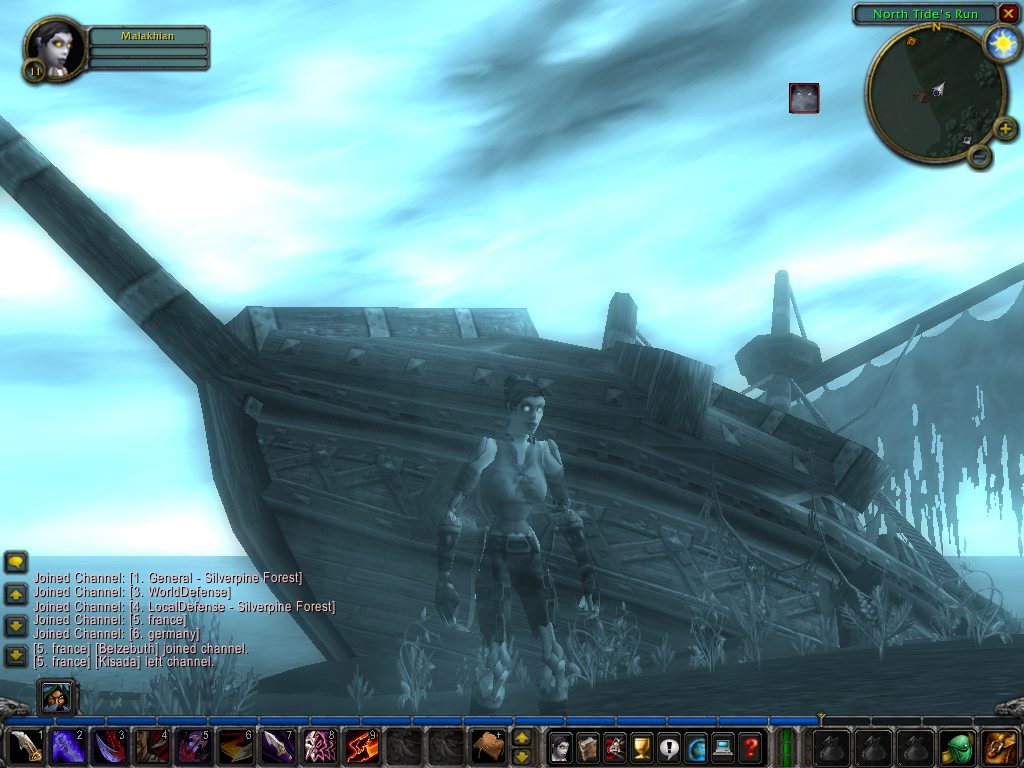 Malakhian
11
North Tide's Run
N
Joined Channel: [1. General - Silverpine Forest]
Joined Channel: [3. WorldDefense]
Joined Channel: [4. LocalDefense - Silverpine Forest]
Joined Channel: [5. france]
Joined Channel: [6. germany]
[5. france] [Belzebuth] joined channel.
[5. france] [Kisada] left channel.
1 2 3 4 5 6 7 8 9 +